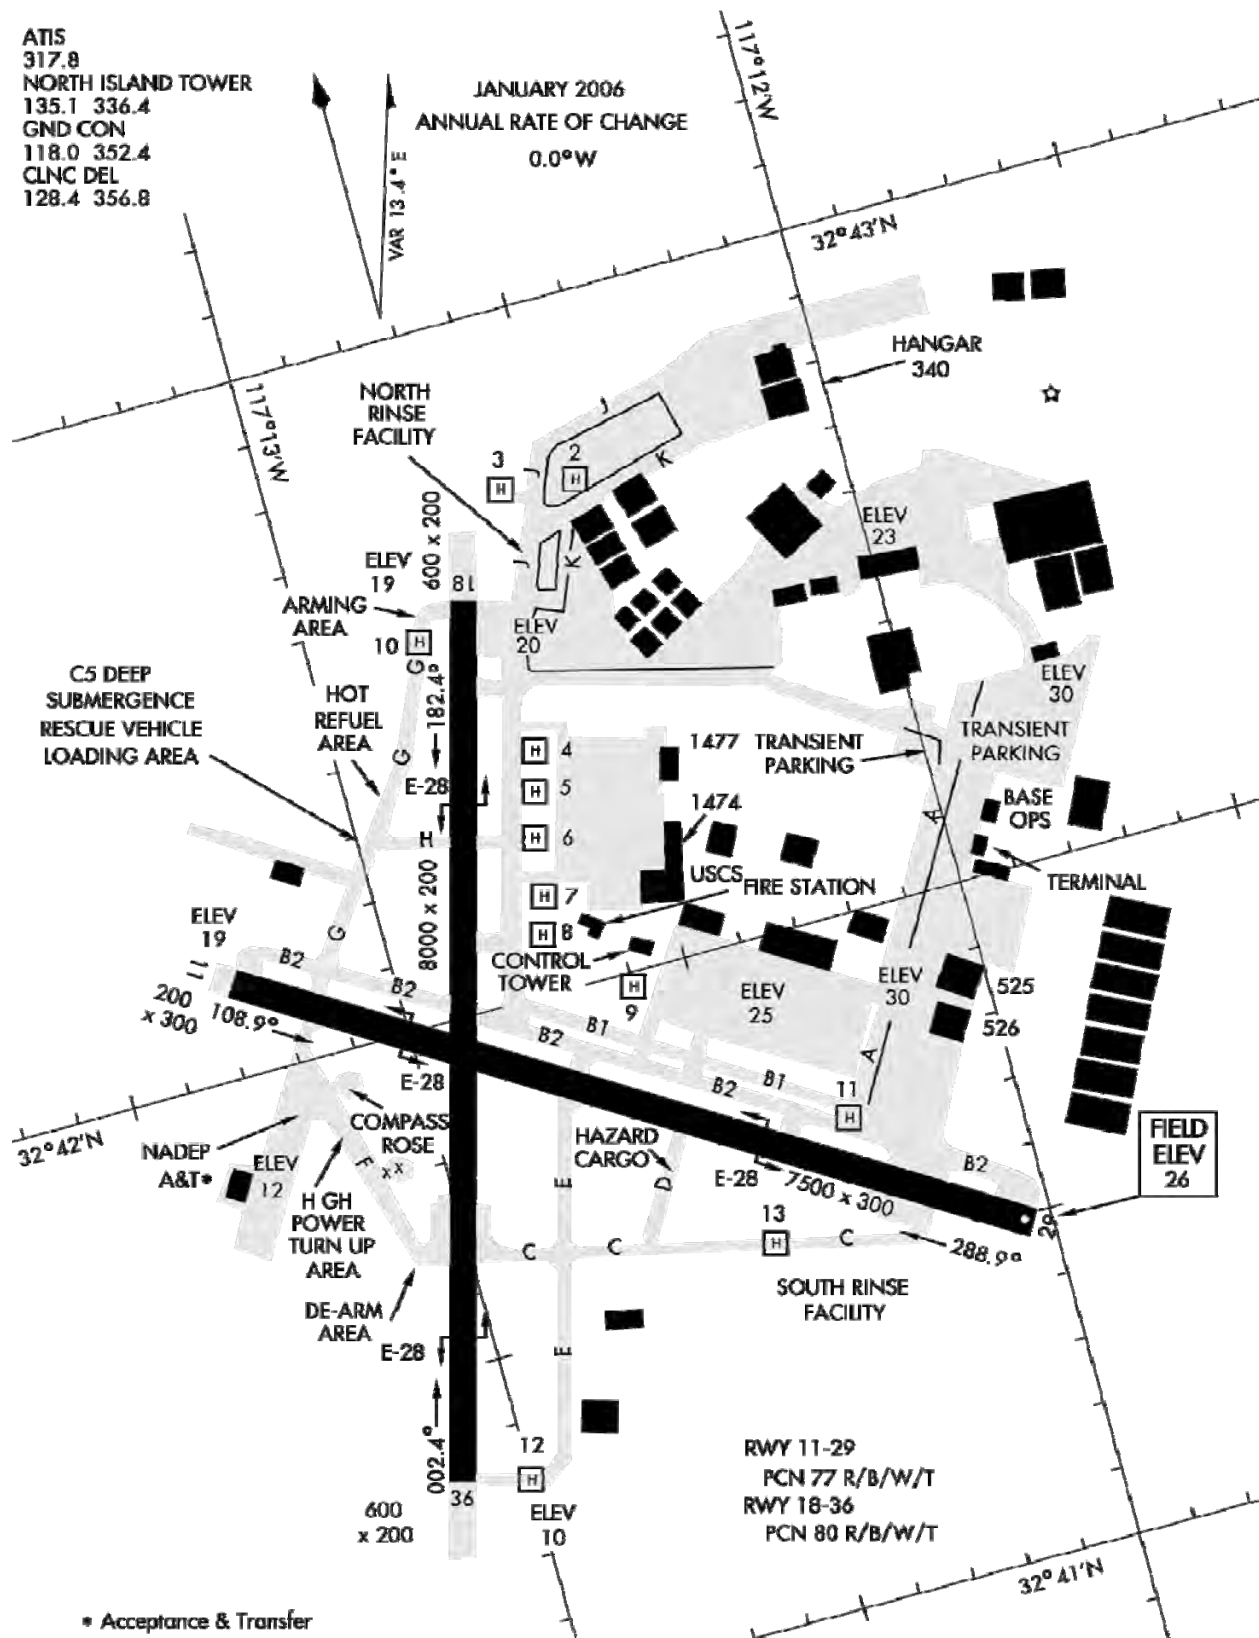 ATIS
317.8
NORTH ISLAND TOWER
135.1 336.4
GND CON
118.0 352.4
CLNC DEL
128.4 356.8
VAR 13.4° E
JANUARY 2006
ANNUAL RATE OF CHANGE
0.0° W
117°12'W
32°43'N
HANGAR
340
117°13'W
NORTH
RINSE
FACILITY
J
3
H
J
2
H
K
600 x 200
ELEV
19
18
J
K
ELEV
23
ARMING
AREA
10
H
ELEV
20
G
182.4°
C5 DEEP
SUBMERGENCE
RESCUE VEHICLE
LOADING AREA
HOT
REFUEL
AREA
G
E-28
H
ELEV
30
TRANSIENT
PARKING
TRANSIENT
PARKING
1477
H 4
H 5
H 6
1474
A
BASE
OPS
8000 x 200
USCS
FIRE STATION
TERMINAL
H 7
H 8
ELEV
19
G
11
B2
B2
CONTROL
TOWER
H
9
ELEV
25
ELEV
30
525
526
200
x 300
108.9°
B2
B1
A
E-28
B2
B1
11
H
32°42'N
COMPASS
ROSE
NADEP
A&T*
ELEV
12
F
x x
HAZARD
CARGO
E
D
E-28
7500 x 300
B2
FIELD
ELEV
26
29
H GH
POWER
TURN UP
AREA
C
C
13
H
C
288.9°
SOUTH RINSE
FACILITY
DE-ARM
AREA
E-28
E
002.4°
12
H
36
600
x 200
ELEV
10
RWY 11-29
PCN 77 R/B/W/T
RWY 18-36
PCN 80 R/B/W/T
32°41'N
* Acceptance & Transfer